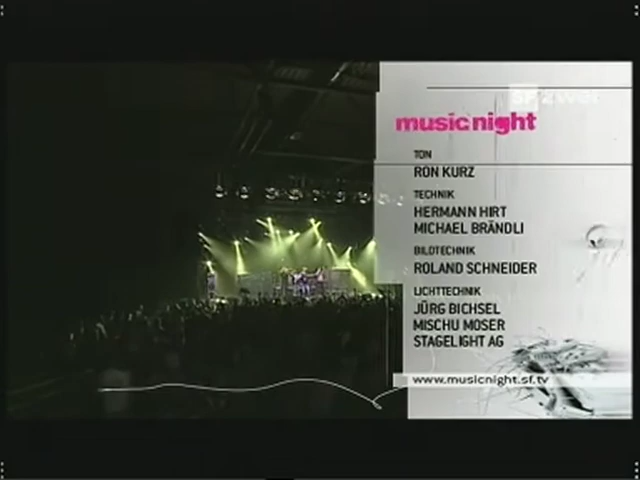 SF zwei
musicnight
TON
RON KURZ
TECHNIK
HERMANN HIRT
MICHAEL BRÄNDLI
BILDTECHNIK
ROLAND SCHNEIDER
LICHTTECHNIK
JÜRG BICHSEL
MISCHU MOSER
STAGELIGHT AG
www.musicnight.sf.tv